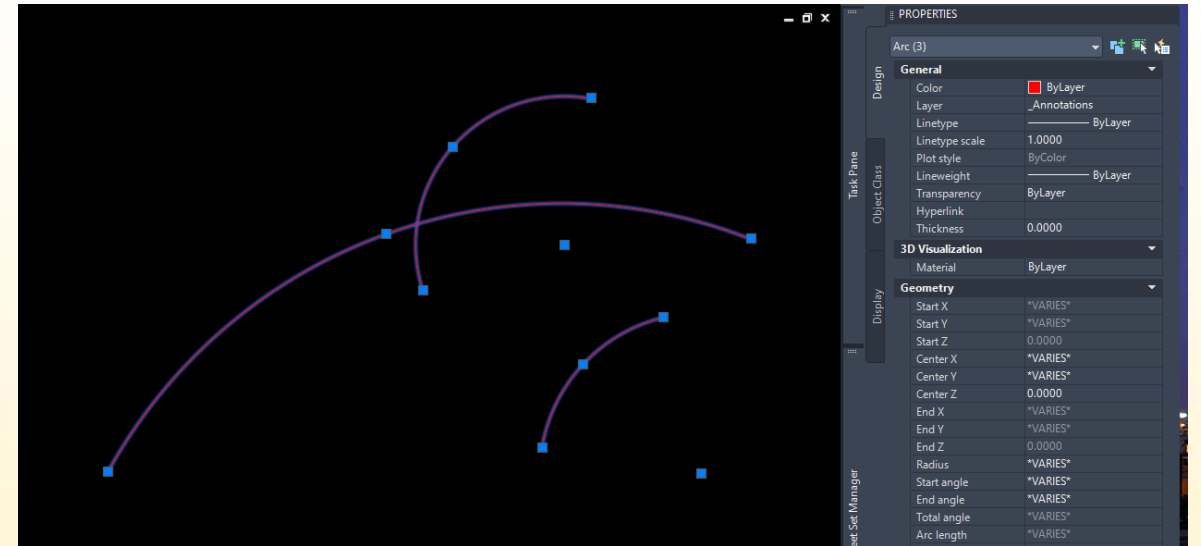 PROPERTIES
Arc (3)
General
Color ByLayer
Layer _Annotations
Linetype ByLayer
Linetype scale 1.0000
Plot style ByColor
Lineweight ByLayer
Transparency ByLayer
Hyperlink
Thickness 0.0000
3D Visualization
Material ByLayer
Geometry
Start X *VARIES*
Start Y *VARIES*
Start Z 0.0000
Center X *VARIES*
Center Y *VARIES*
Center Z 0.0000
End X *VARIES*
End Y *VARIES*
End Z 0.0000
Radius *VARIES*
Start angle *VARIES*
End angle *VARIES*
Total angle *VARIES*
Arc length *VARIES*
Design
Object Class
Display
Task Pane
Set Manager